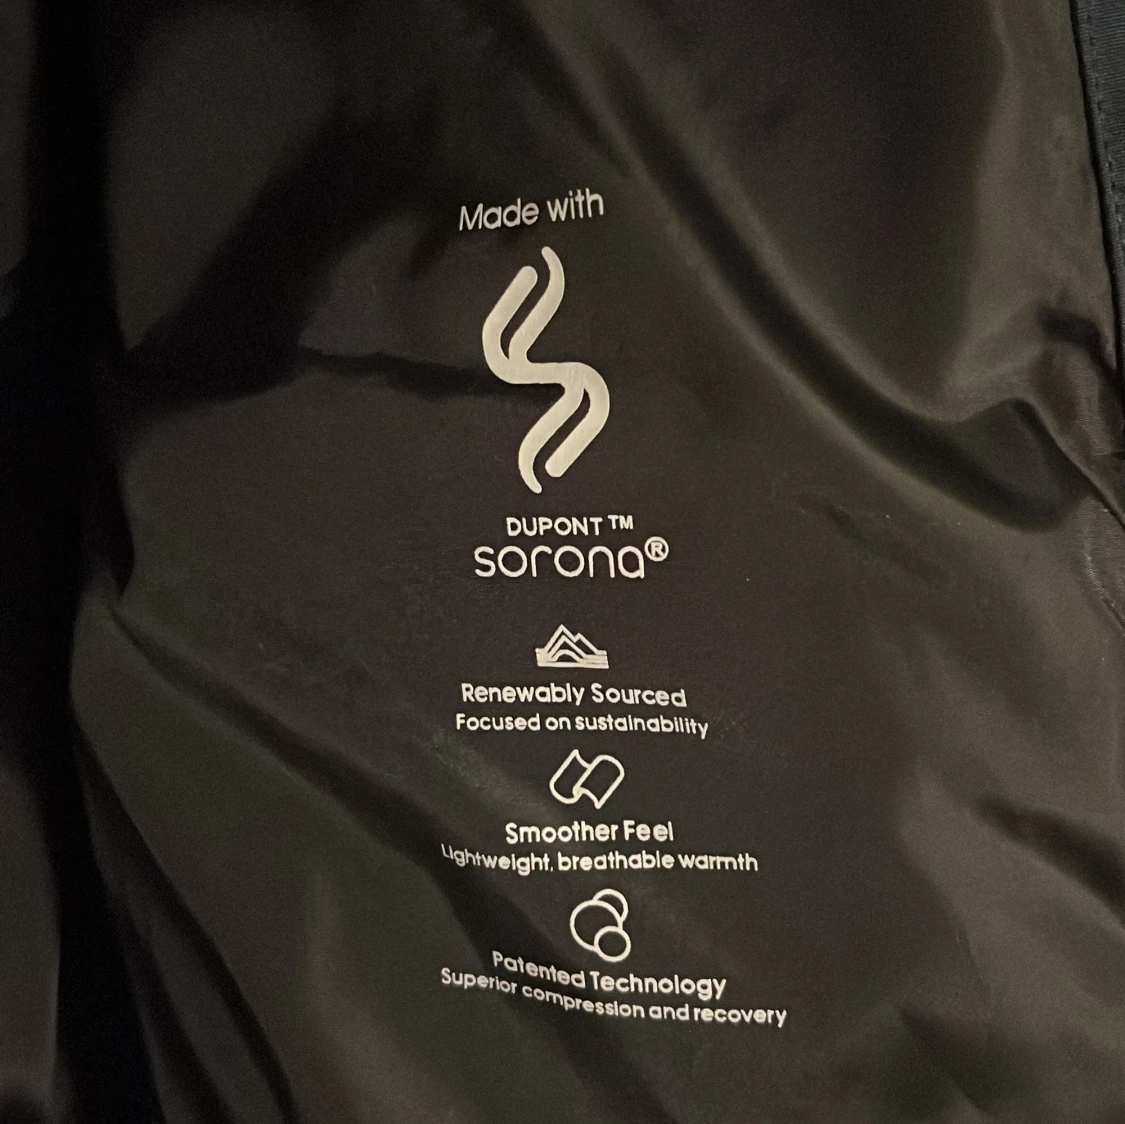 Made with
DUPONT™
sorona®
Renewably Sourced
Focused on sustainability
Smoother Feel
Lightweight, breathable warmth
Patented Technology
Superior compression and recovery